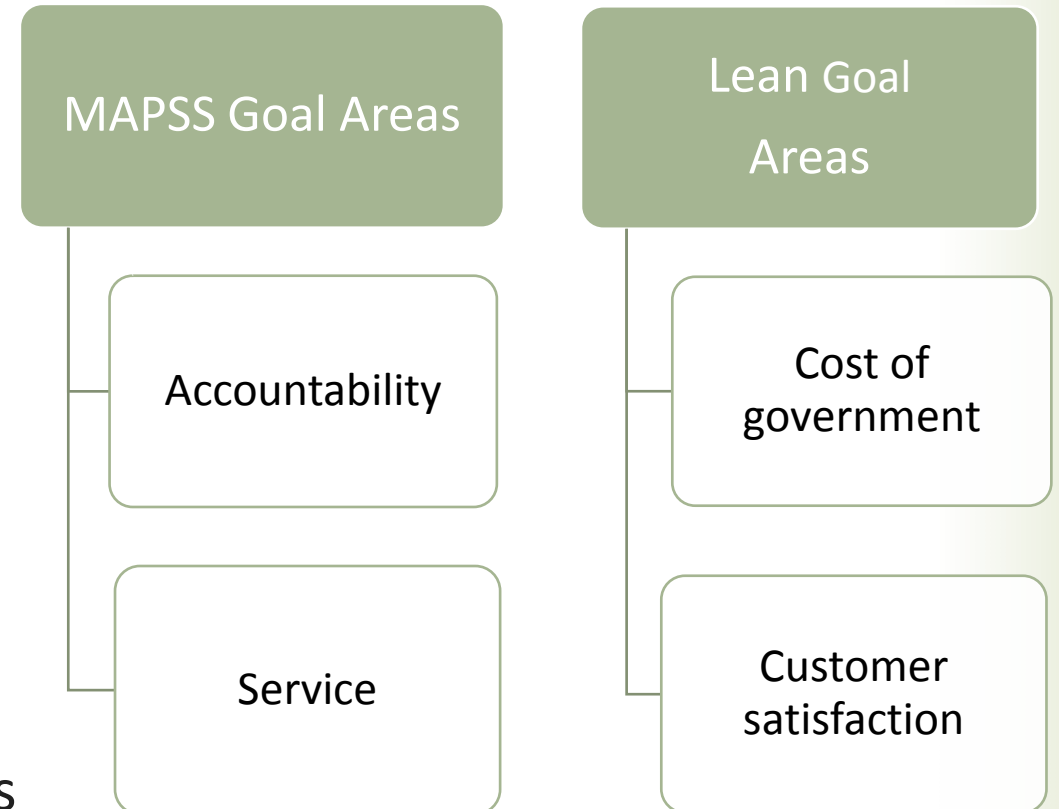 MAPSS Goal Areas
Lean Goal
Areas
Accountability
Cost of
government
Service
Customer
satisfaction
s